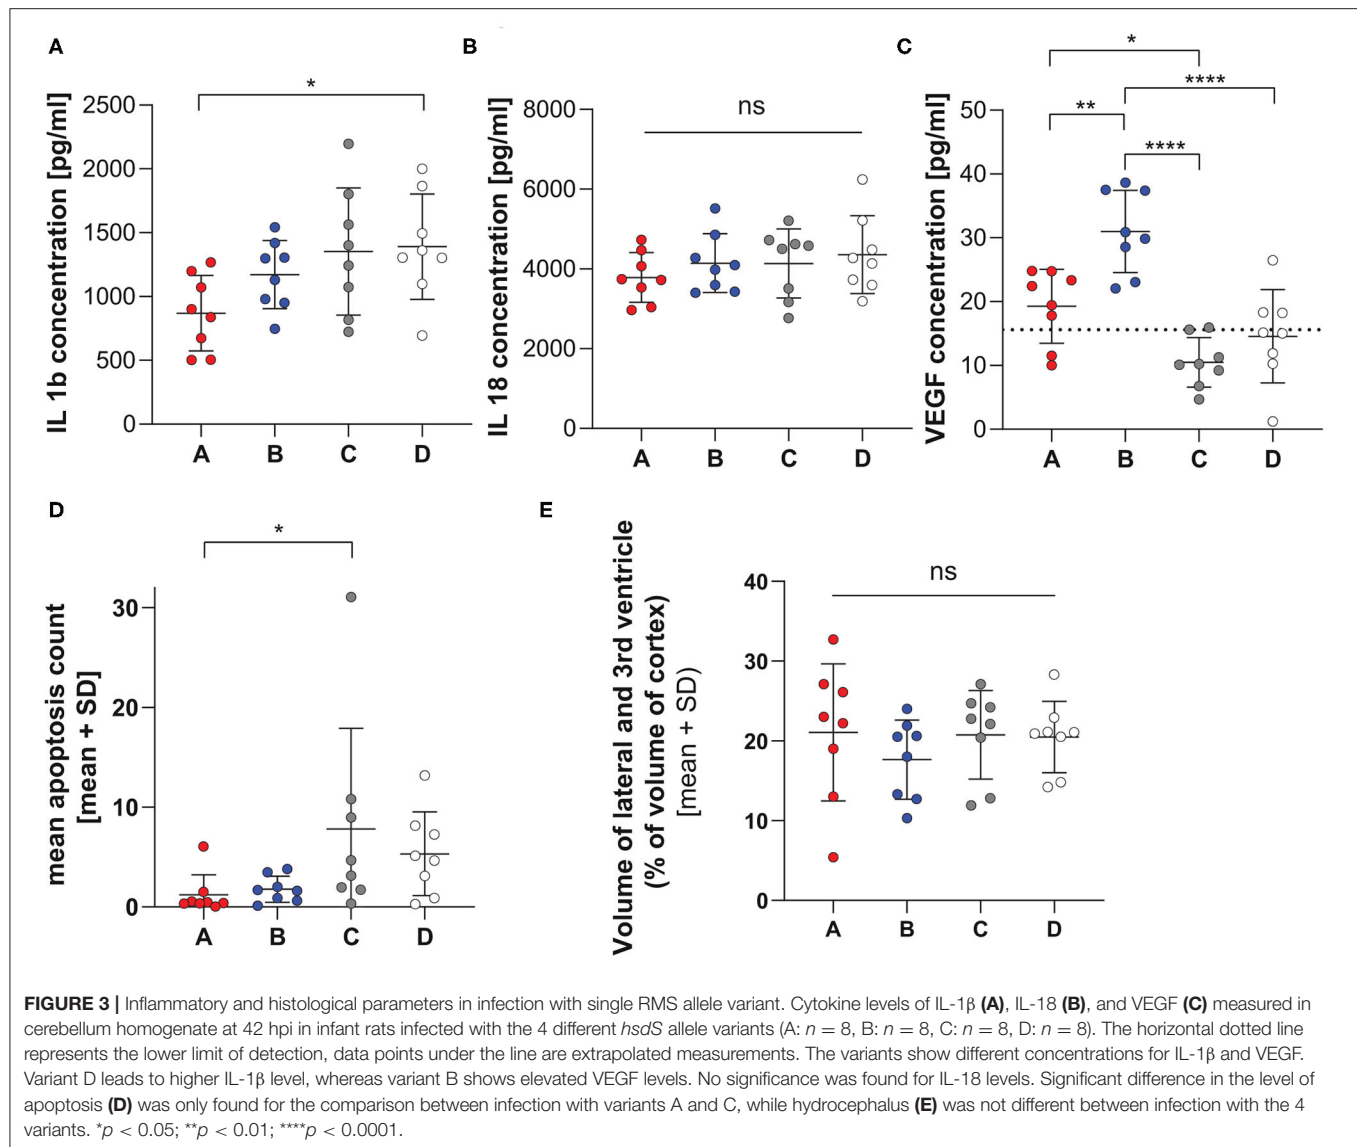 A
IL 1b concentration [pg/ml]
2500
2000
1500
1000
500
0
*
A B C D
B
IL 18 concentration [pg/ml]
8000
6000
4000
2000
0
ns
A B C D
C
VEGF concentration [pg/ml]
50
40
30
20
10
0
*
****
**
****
A B C D
D
mean apoptosis count
[mean + SD]
30
20
10
0
*
A B C D
E
Volume of lateral and 3rd ventricle
(% of volume of cortex)
[mean + SD)
40
30
20
10
0
ns
A B C D
FIGURE 3 | Inflammatory and histological parameters in infection with single RMS allele variant. Cytokine levels of IL-1β (A), IL-18 (B), and VEGF (C) measured in
cerebellum homogenate at 42 hpi in infant rats infected with the 4 different hsdS allele variants (A: n = 8, B: n = 8, C: n = 8, D: n = 8). The horizontal dotted line
represents the lower limit of detection, data points under the line are extrapolated measurements. The variants show different concentrations for IL-1β and VEGF.
Variant D leads to higher IL-1β level, whereas variant B shows elevated VEGF levels. No significance was found for IL-18 levels. Significant difference in the level of
apoptosis (D) was only found for the comparison between infection with variants A and C, while hydrocephalus (E) was not different between infection with the 4
variants. *p < 0.05; **p < 0.01; ****p < 0.0001.